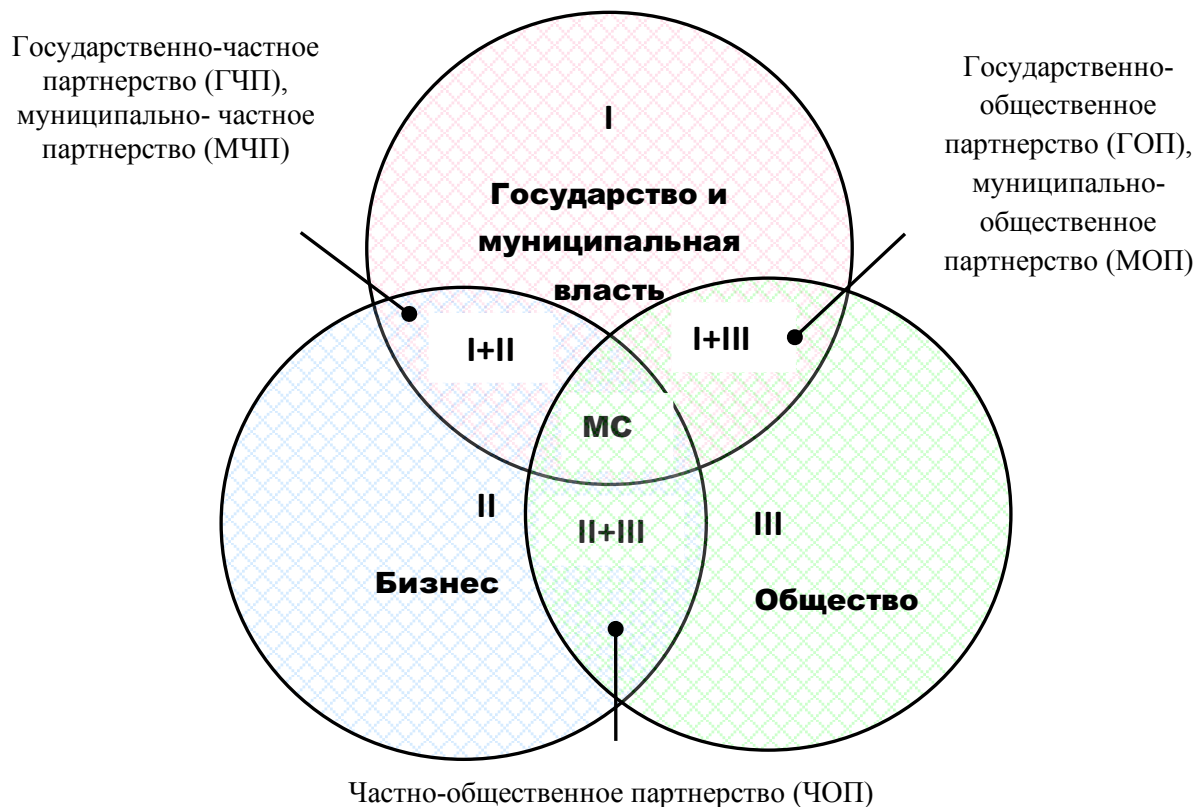 Государственно-частное
партнерство (ГЧП),
муниципально- частное
партнерство (МЧП)
Государственно-
общественное
партнерство (ГОП),
муниципально-
общественное
партнерство (МОП)
I
Государство и
муниципальная
власть
I+II
I+III
МС
II
II+III
III
Бизнес
Общество
Частно-общественное партнерство (ЧОП)